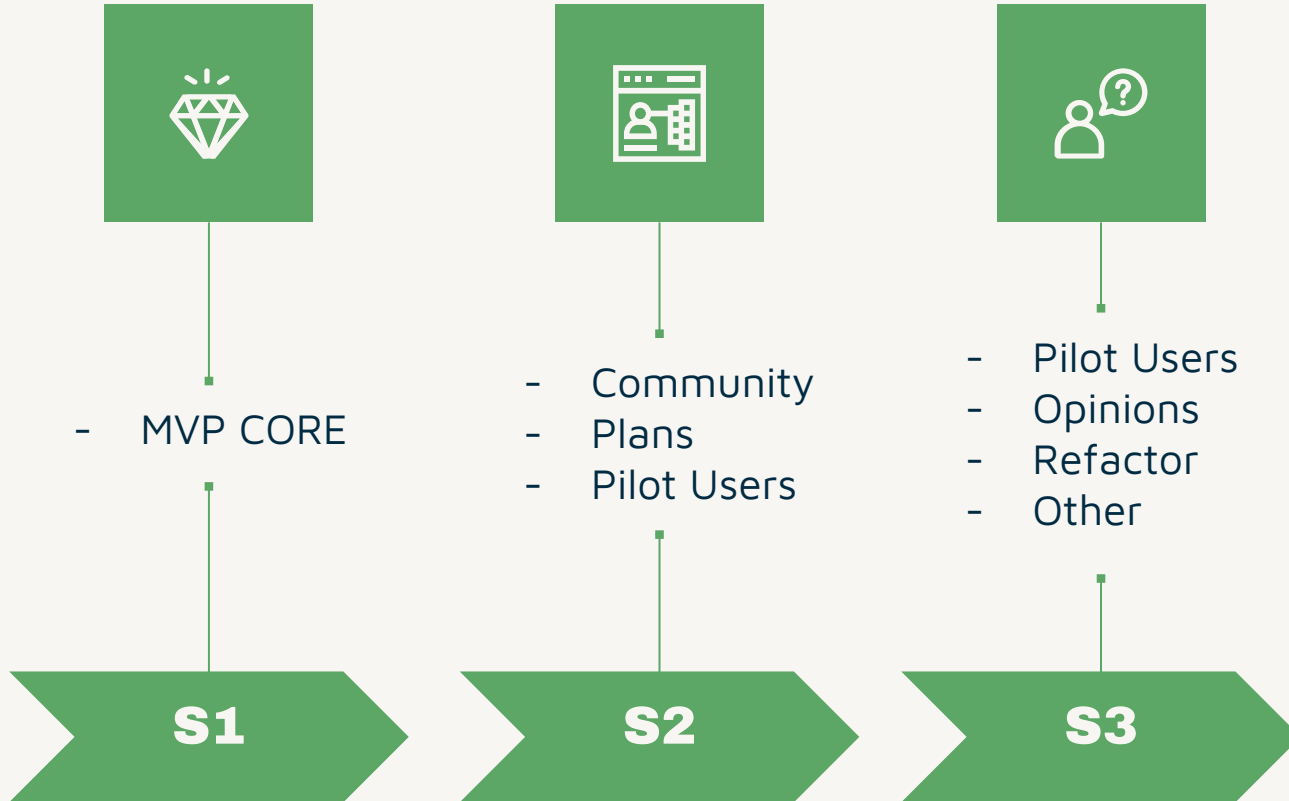 - MVP CORE
- Community
- Plans
- Pilot Users
- Pilot Users
- Opinions
- Refactor
- Other
S1
S2
S3